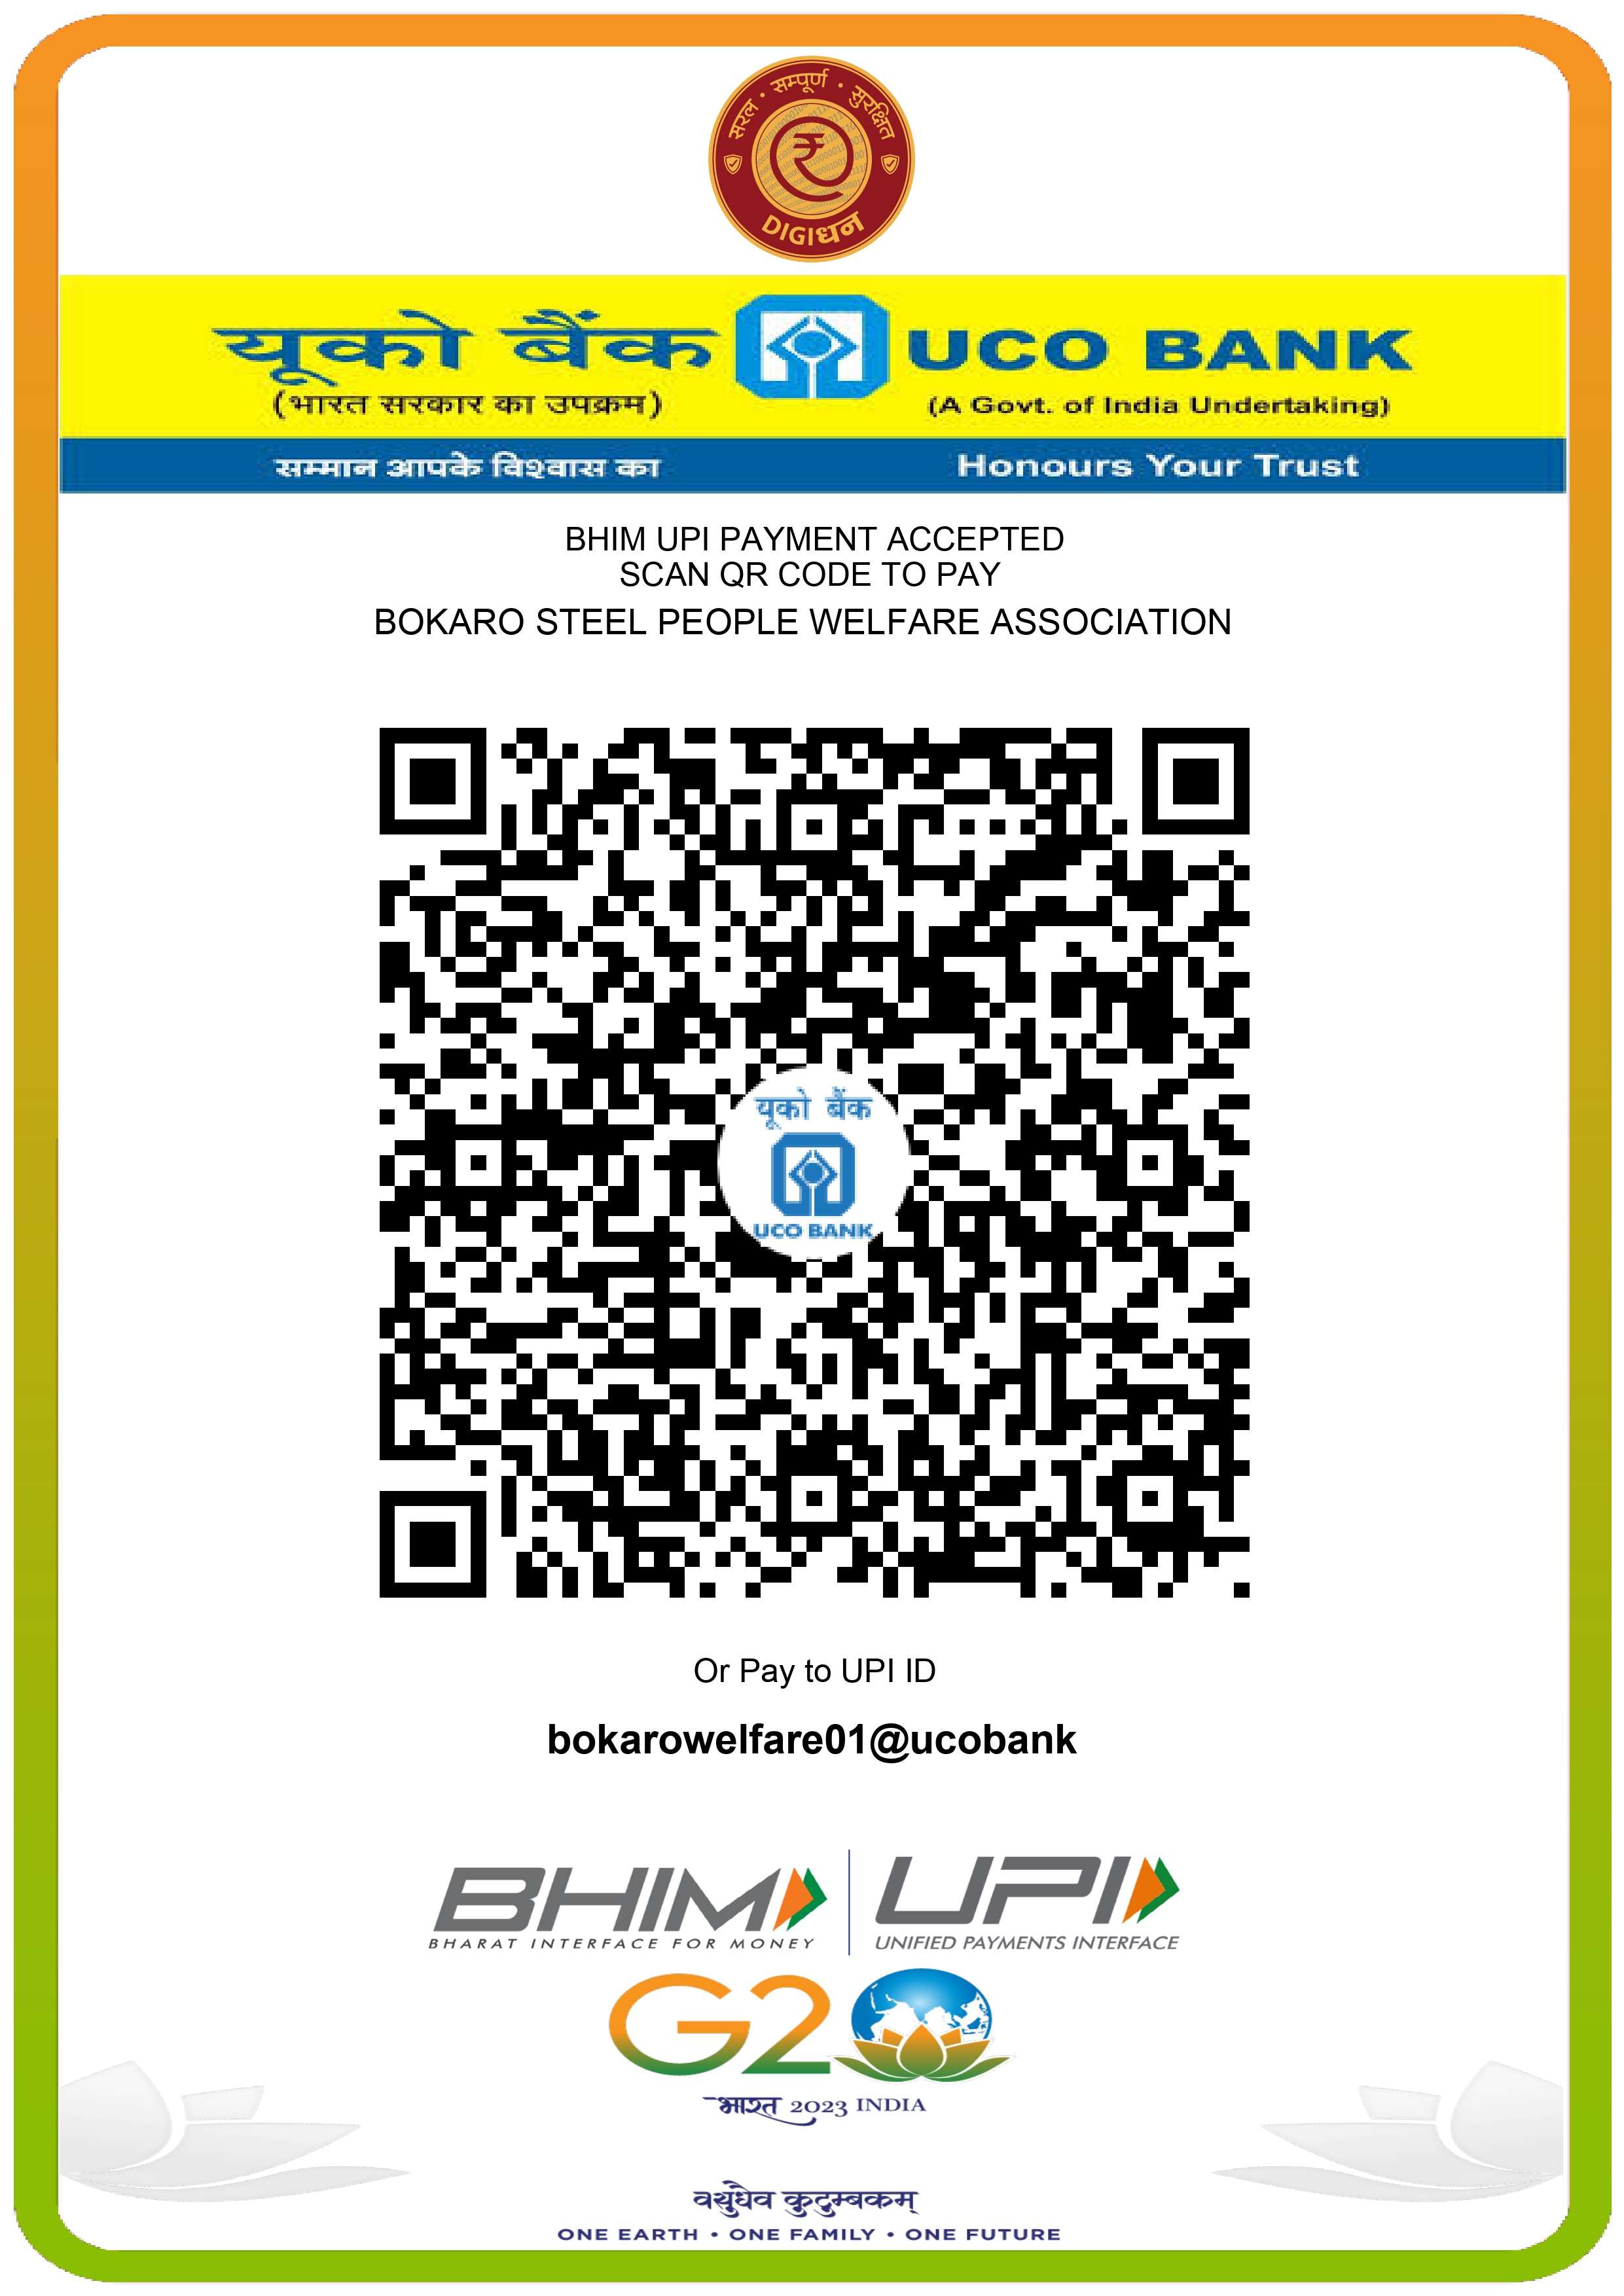 सरल • सम्पूर्ण • सुरक्षित
DIGIधन
यूको बैंक UCO BANK
(भारत सरकार का उपक्रम) (A Govt. of India Undertaking)
सम्मान आपके विश्वास का Honours Your Trust
BHIM UPI PAYMENT ACCEPTED
SCAN QR CODE TO PAY
BOKARO STEEL PEOPLE WELFARE ASSOCIATION
यूको बैंक
UCO BANK
Or Pay to UPI ID
bokarowelfare01@ucobank
BHIM UPI
BHARAT INTERFACE FOR MONEY UNIFIED PAYMENTS INTERFACE
G20
भारत 2023 INDIA
वसुधैव कुटुम्बकम्
ONE EARTH • ONE FAMILY • ONE FUTURE